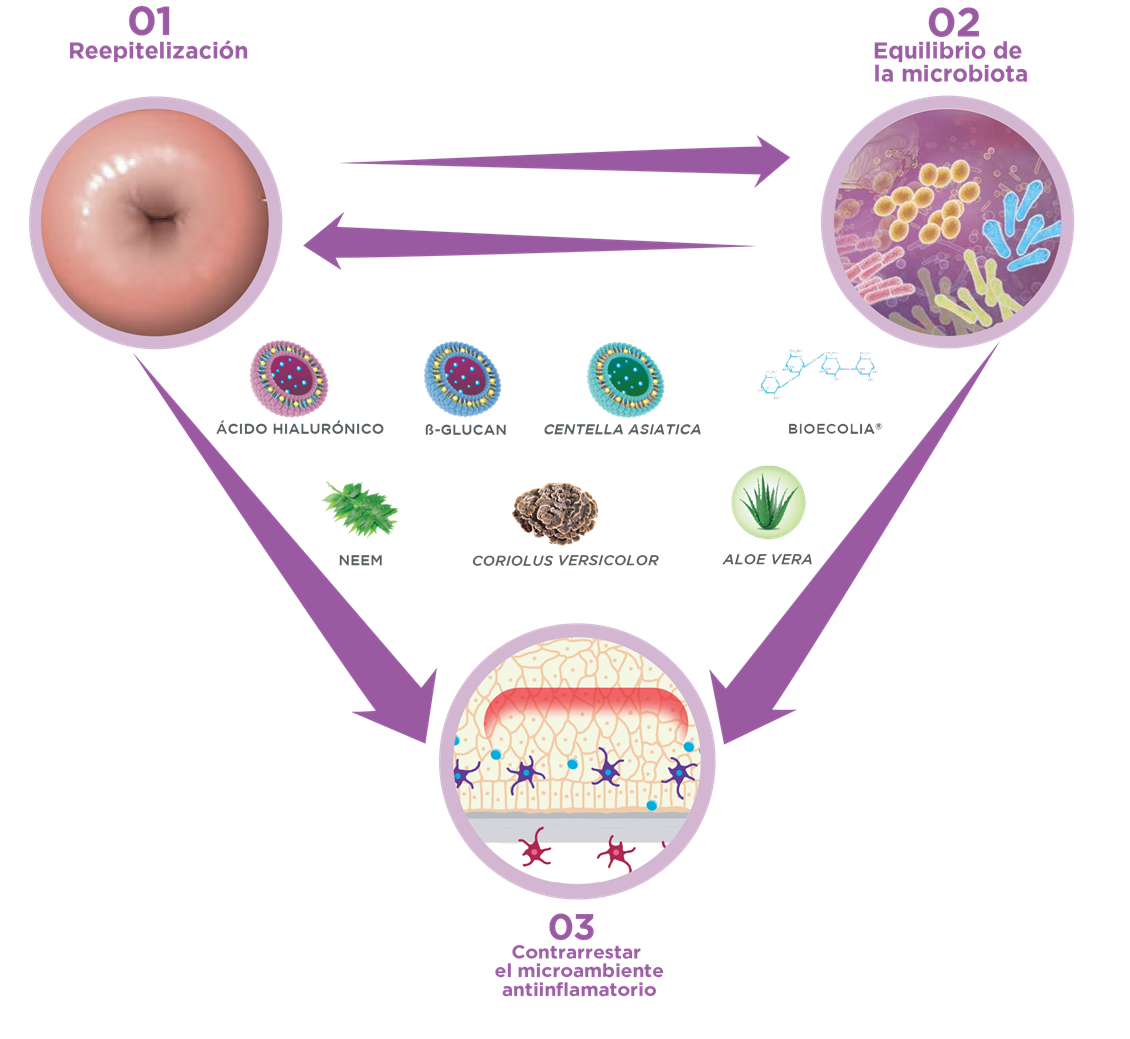 01
Reepitelización
02
Equilibrio de
la microbiota
ÁCIDO HIALURÓNICO
ß-GLUCAN
CENTELLA ASIATICA
BIOECOLIA®
NEEM
CORIOLUS VERSICOLOR
ALOE VERA
03
Contrarrestar
el microambiente
antiinflamatorio